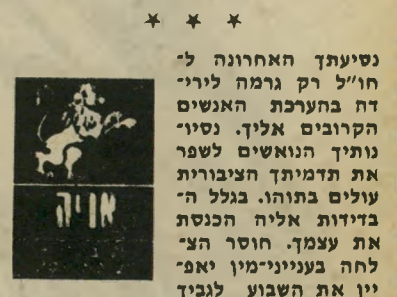 נסיעתך האחרונה ל־
חו״ל רק גרמה לירי־
דה בהערכת האנשים
הקרובים אליך. נסיו־
נותיך הנואשים לשפר
את תדמיתך הציבורית
עולים בתוהו. בגלל ה־
בדידות אליה הכנסת
את עצמך. חוסר הצ־
לחה בענייני־מין יאפ־
יין את השבוע לגביך
אריה